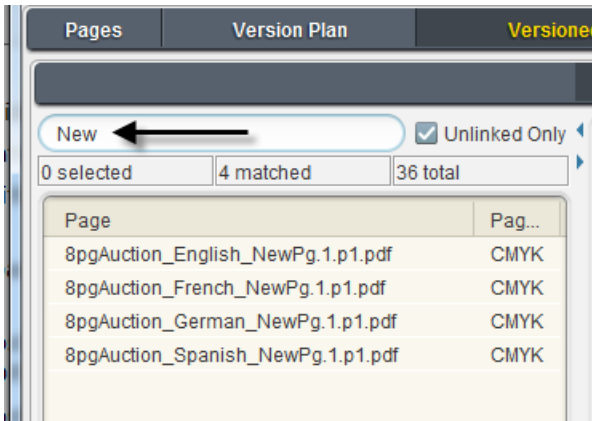 Pages Version Plan Versione
New Unlinked Only
0 selected 4 matched 36 total
Page Pag...
8pgAuction_English_NewPg.1.p1.pdf CMYK
8pgAuction_French_NewPg.1.p1.pdf CMYK
8pgAuction_German_NewPg.1.p1.pdf CMYK
8pgAuction_Spanish_NewPg.1.p1.pdf CMYK